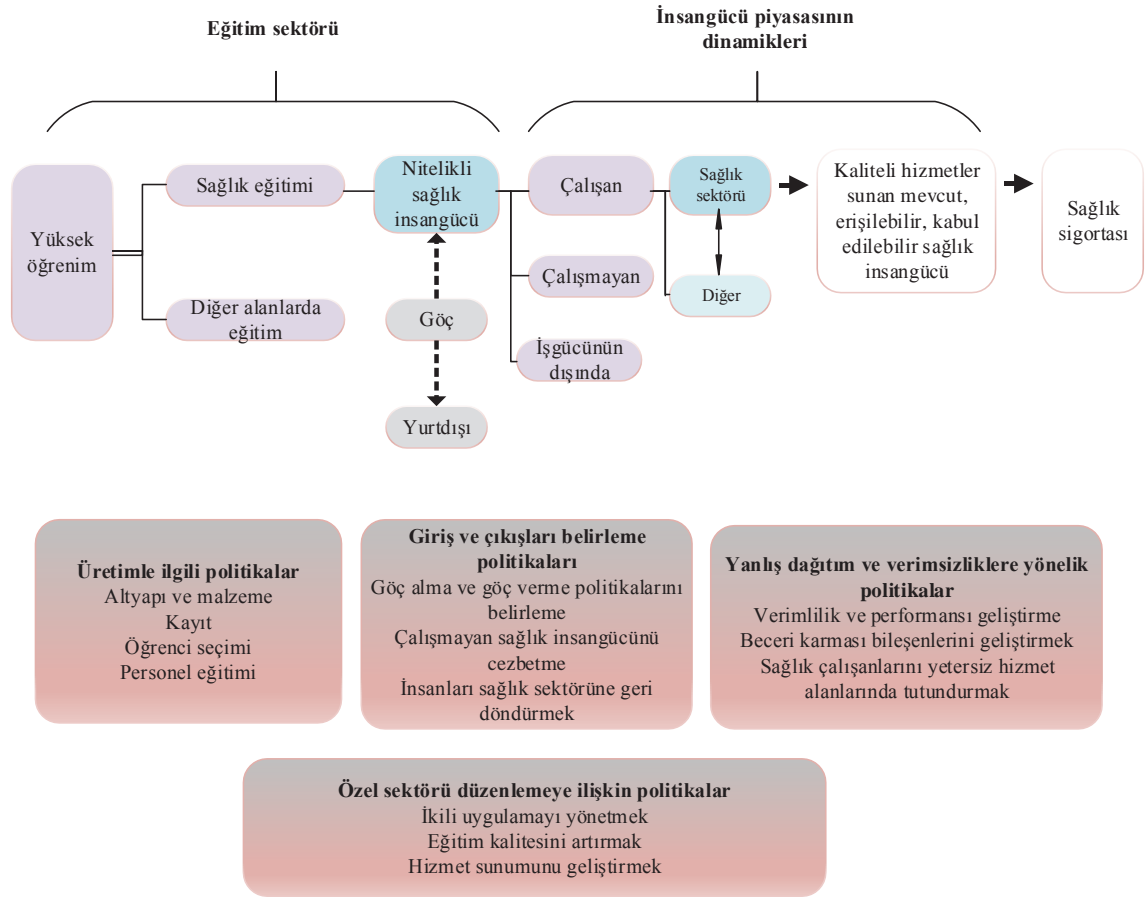 Eğitim sektörü
İnsangücü piyasasının
dinamikleri
Yüksek
öğrenim
Sağlık eğitimi
Diğer alanlarda
eğitim
Nitelikli
sağlık
insangücü
Göç
Yurtdışı
Çalışan
Çalışmayan
İşgücünün
dışında
Sağlık
sektörü
Diğer
Kaliteli hizmetler
sunan mevcut,
erişilebilir, kabul
edilebilir sağlık
insangücü
Sağlık
sigortası
Üretimle ilgili politikalar
Altyapı ve malzeme
Kayıt
Öğrenci seçimi
Personel eğitimi
Giriş ve çıkışları belirleme
politikaları
Göç alma ve göç verme politikalarını
belirleme
Çalışmayan sağlık insangücünü
cezbetme
İnsanları sağlık sektörüne geri
döndürmek
Yanlış dağıtım ve verimsizliklere yönelik
politikalar
Verimlilik ve performansı geliştirme
Beceri karması bileşenlerini geliştirmek
Sağlık çalışanlarını yetersiz hizmet
alanlarında tutundurmak
Özel sektörü düzenlemeye ilişkin politikalar
İkili uygulamayı yönetmek
Eğitim kalitesini artırmak
Hizmet sunumunu geliştirmek